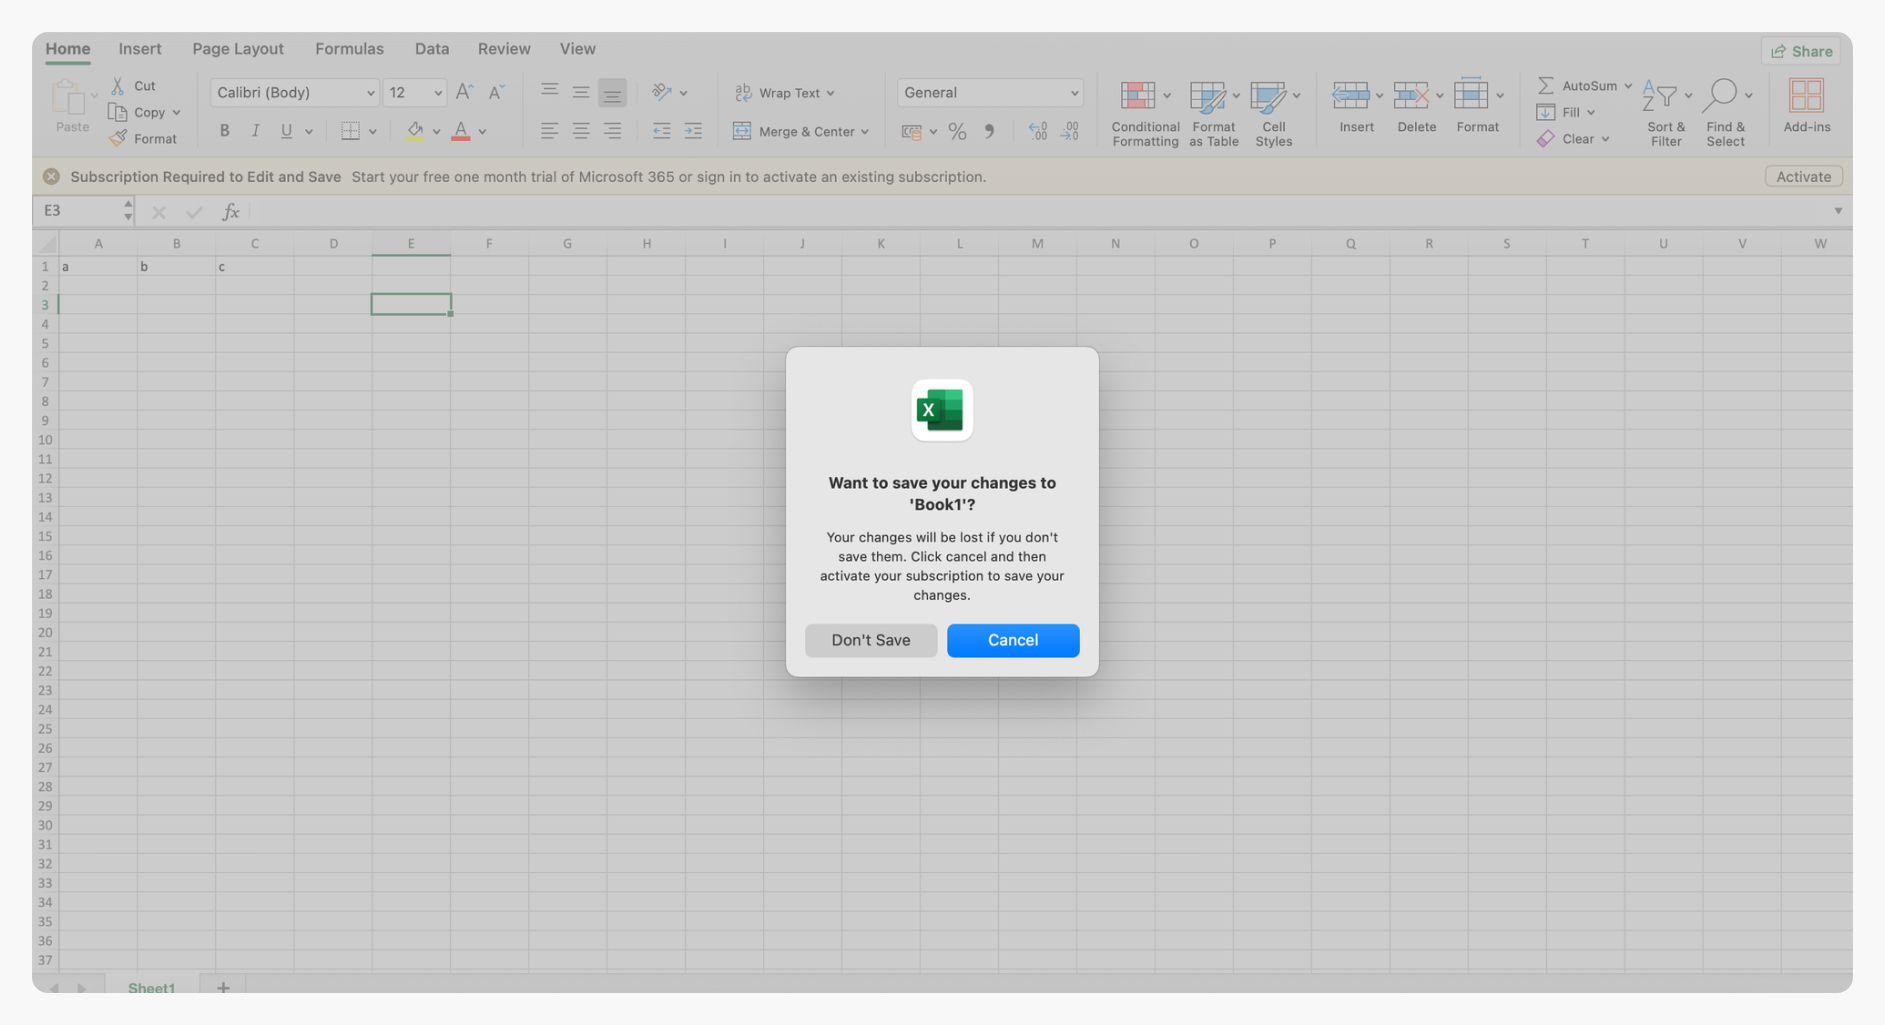 Home Insert Page Layout Formulas Data Review View Share
Paste
Cut
Copy
Format
Calibri (Body) 12 A A
B I U A
ab Wrap Text
Merge & Center
General
% .00 .00
Conditional Formatting
Format as Table
Cell Styles
Insert
Delete
Format
AutoSum
Fill
Clear
Sort & Filter
Find & Select
Add-ins
Subscription Required to Edit and Save Start your free one month trial of Microsoft 365 or sign in to activate an existing subscription. Activate
E3 fx
A B C D E F G H I J K L M N O P Q R S T U V W
1 a b c
2
3
4
5
6
7
8
9
10
11
12
13
14
15
16
17
18
19
20
21
22
23
24
25
26
27
28
29
30
31
32
33
34
35
36
37
X
Want to save your changes to
'Book1'?
Your changes will be lost if you don't
save them. Click cancel and then
activate your subscription to save your
changes.
Don't Save Cancel
Sheet1 +